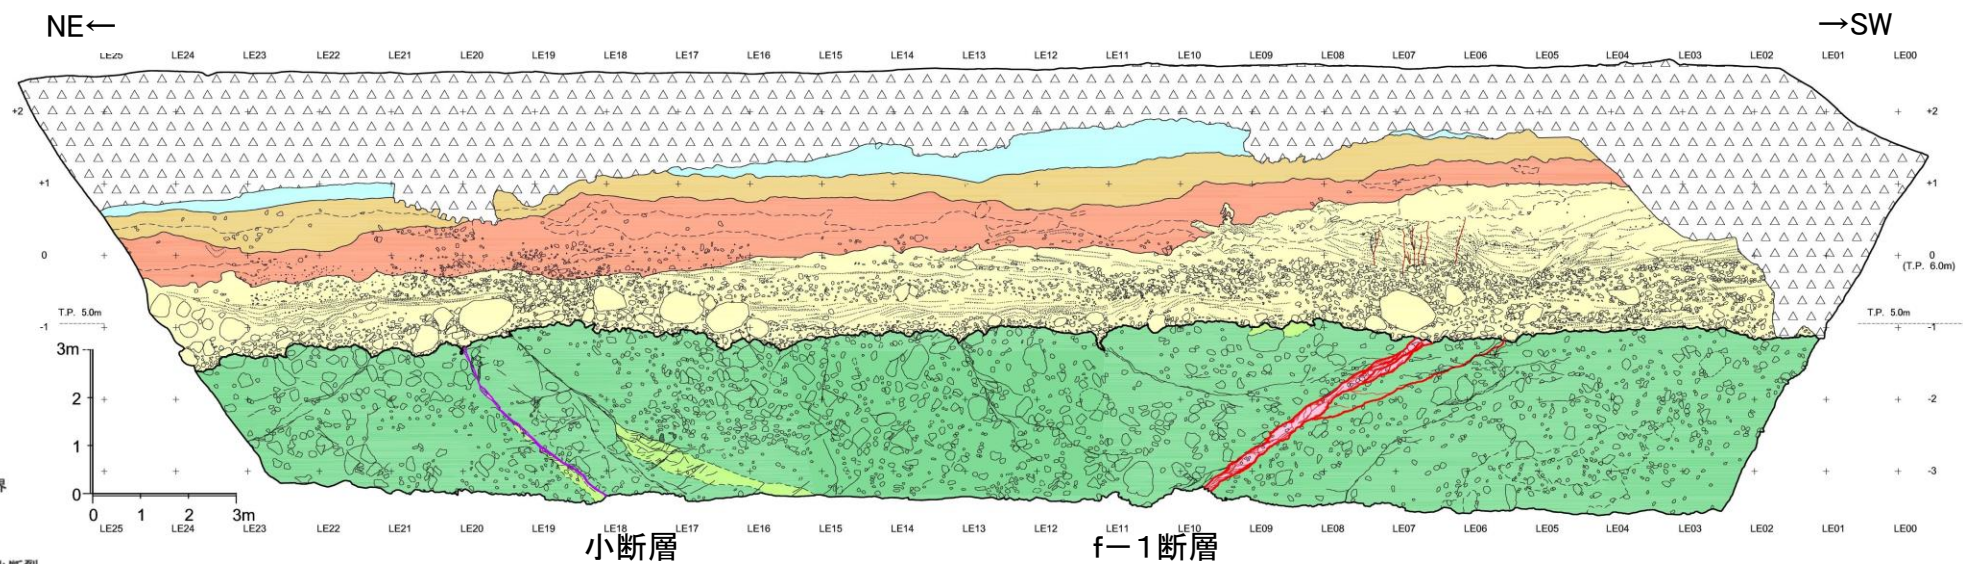 NE←
→SW
LE25 LE24 LE23 LE22 LE21 LE20 LE19 LE18 LE17 LE16 LE15 LE14 LE13 LE12 LE11 LE10 LE09 LE08 LE07 LE06 LE05 LE04 LE03 LE02 LE01 LE00
+2 +2
+1 +1
0 0
(T.P. 6.0m)
T.P. 5.0m T.P. 5.0m
-1 -1
3m
2 -2
1
-3
界
0
0 1 2 3m
LE25 LE24 LE23 LE22 LE21 LE20 LE19 LE18 LE17 LE16 LE15 LE14 LE13 LE12 LE11 LE10 LE09 LE08 LE07 LE06 LE05 LE04 LE03 LE02 LE01 LE00
小断層 f－1断層